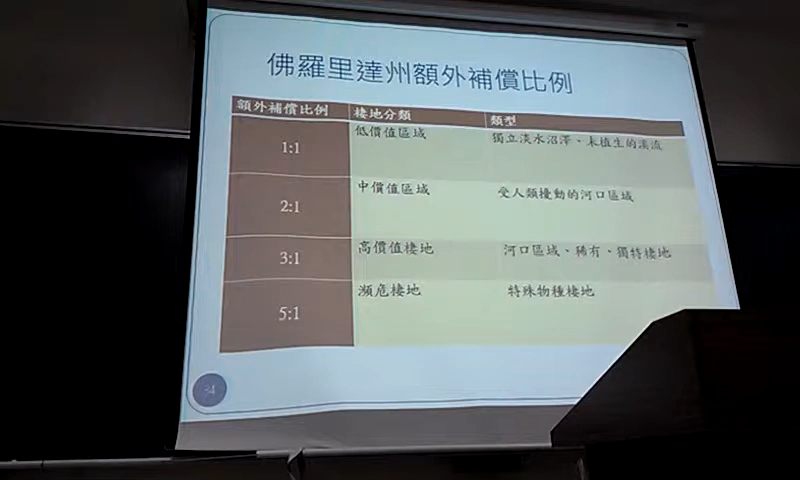 佛羅里達州額外補償比例
額外補償比例 棲地分類 類型
1:1 低價值區域 獨立淡水沼澤、未植生的溪流
2:1 中價值區域 受人類擾動的河口區域
3:1 高價值棲地 河口區域、稀有、獨特棲地
5:1 瀕危棲地 特殊物種棲地